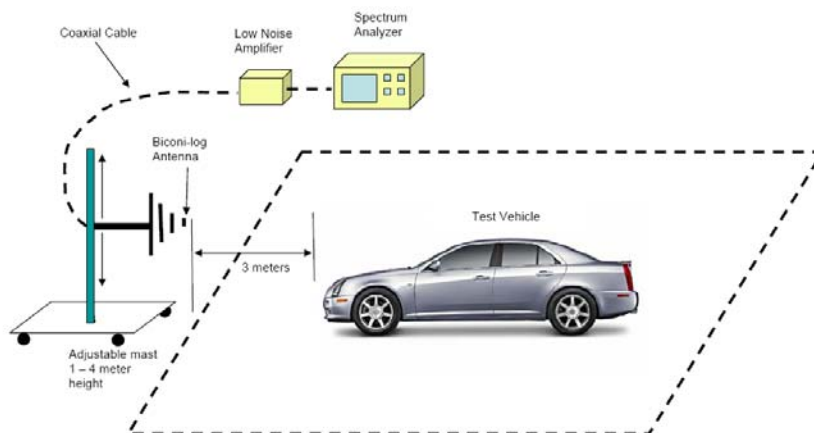 Coaxial Cable
Low Noise
Amplifier
Spectrum
Analyzer
Biconi-log
Antenna
Test Vehicle
3 meters
Adjustable mast
1 – 4 meter
height